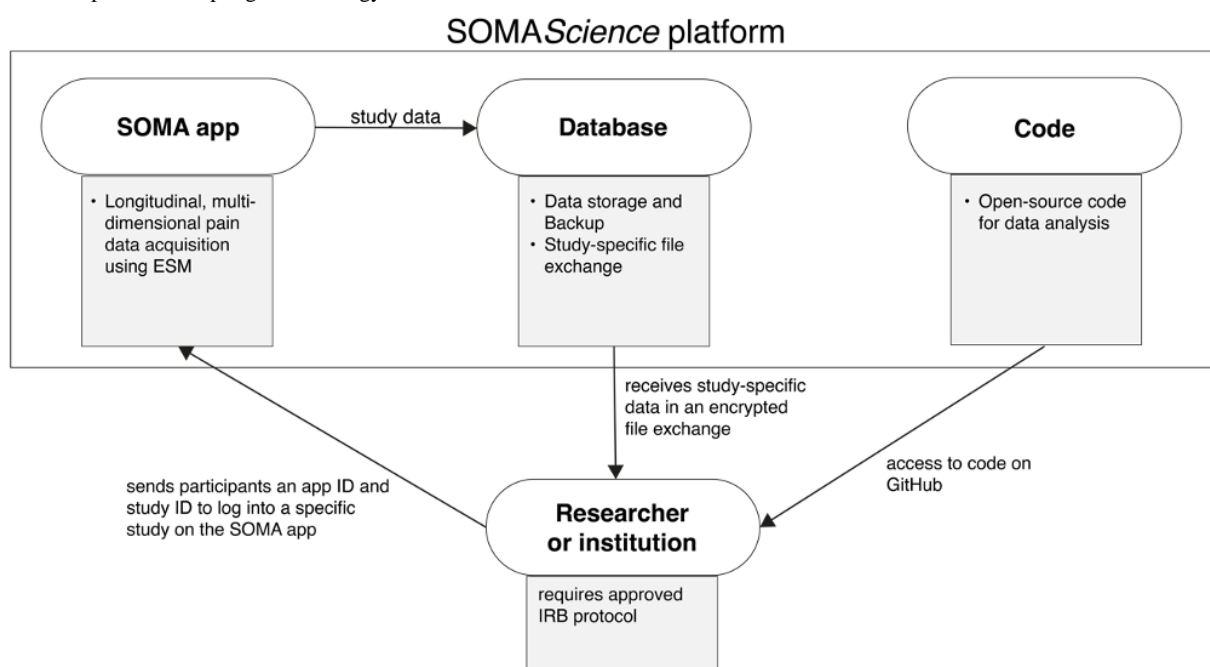 SOMAScience platform
SOMA app
study data
Database
Code
• Longitudinal, multi-
dimensional pain
data acquisition
using ESM
• Data storage and
Backup
• Study-specific file
exchange
• Open-source code
for data analysis
receives study-specific
data in an encrypted
file exchange
access to code on
GitHub
sends participants an app ID and
study ID to log into a specific
study on the SOMA app
Researcher
or institution
requires approved
IRB protocol